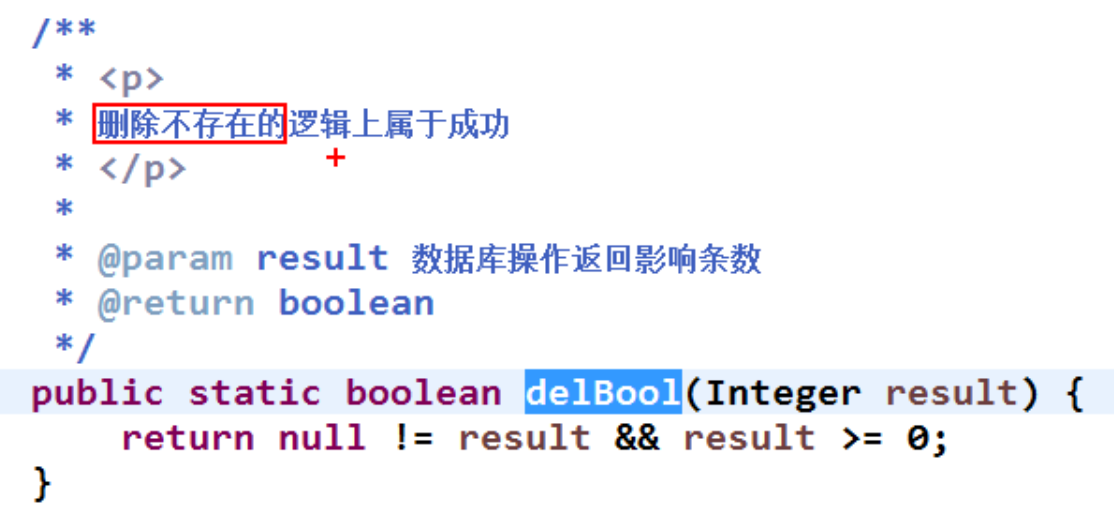 /**
 * <p>
 * 删除不存在的逻辑上属于成功
 * </p>
 *
 * @param result 数据库操作返回影响条数
 * @return boolean
 */
public static boolean delBool(Integer result) {
    return null != result && result >= 0;
}